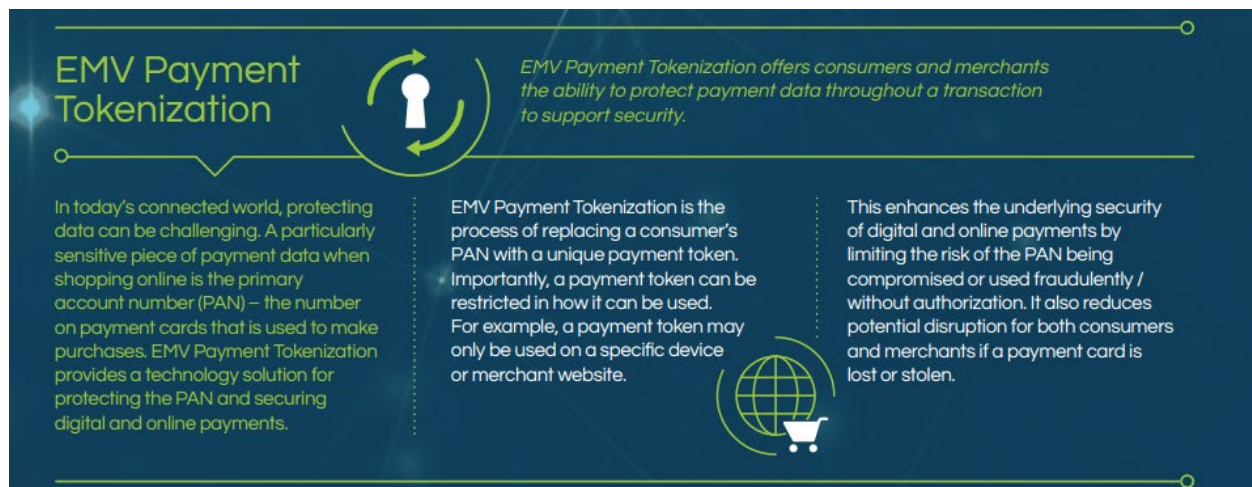 EMV Payment
Tokenization
EMV Payment Tokenization offers consumers and merchants
the ability to protect payment data throughout a transaction
to support security.
In today's connected world, protecting
data can be challenging. A particularly
sensitive piece of payment data when
shopping online is the primary
account number (PAN) – the number
on payment cards that is used to make
purchases. EMV Payment Tokenization
provides a technology solution for
protecting the PAN and securing
digital and online payments.
EMV Payment Tokenization is the
process of replacing a consumer's
PAN with a unique payment token.
Importantly, a payment token can be
restricted in how it can be used.
For example, a payment token may
only be used on a specific device
or merchant website.
This enhances the underlying security
of digital and online payments by
limiting the risk of the PAN being
compromised or used fraudulently /
without authorization. It also reduces
potential disruption for both consumers
and merchants if a payment card is
lost or stolen.